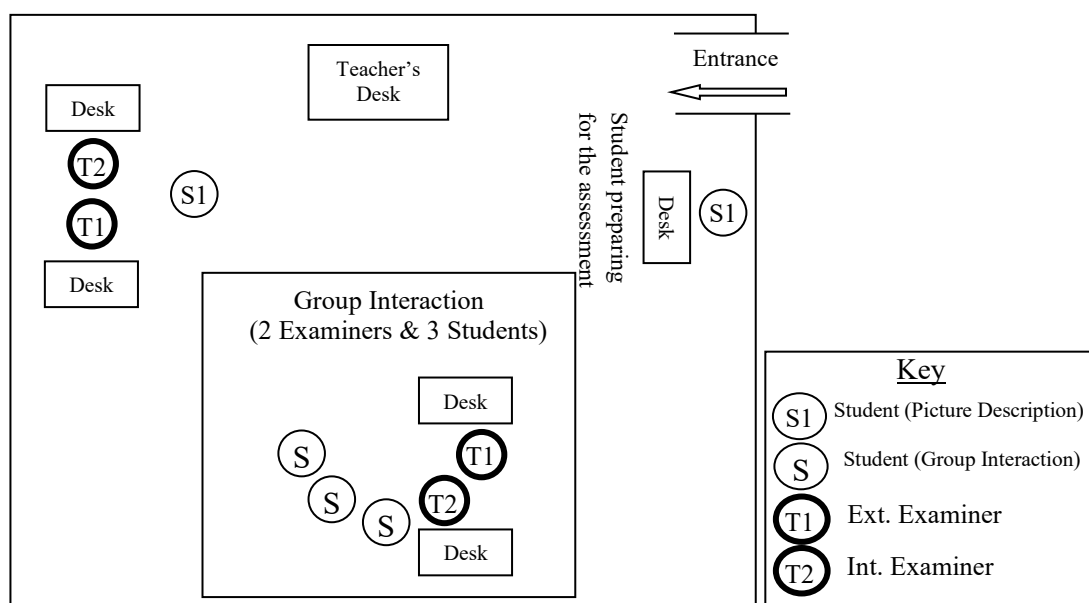 Entrance
Teacher's
Desk
Desk
T2
T1
S1
Desk
Student preparing
for the assessment
Desk
S1
Group Interaction
(2 Examiners & 3 Students)
Desk
T1
T2
S
S
S
Desk
Key
S1 Student (Picture Description)
S Student (Group Interaction)
T1 Ext. Examiner
T2 Int. Examiner